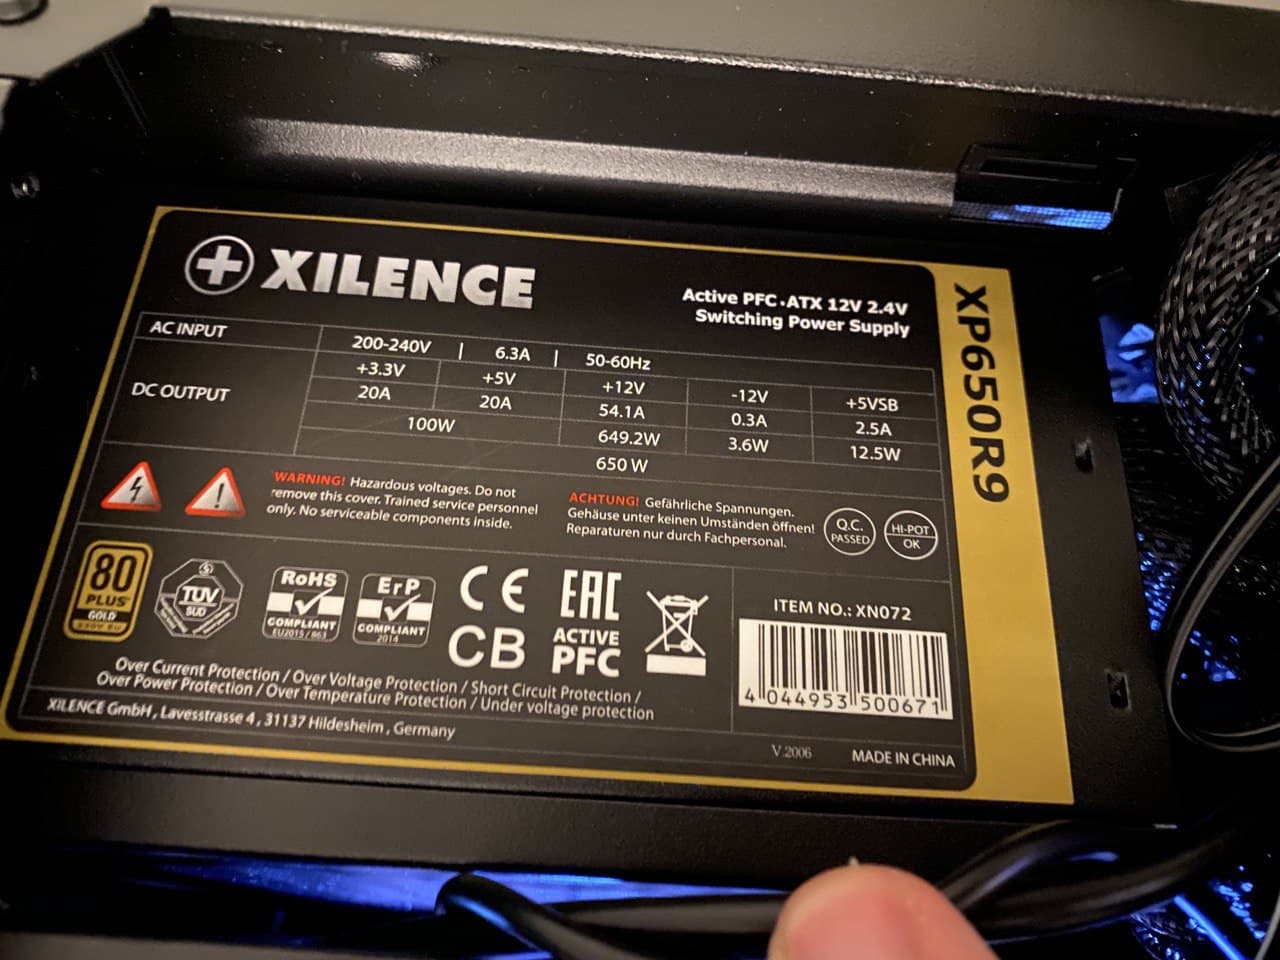 XILENCE
Active PFC•ATX 12V 2.4V
Switching Power Supply
XP650R9
AC INPUT 200-240V | 6.3A | 50-60Hz
DC OUTPUT +3.3V +5V +12V -12V +5VSB
20A 20A 54.1A 0.3A 2.5A
100W 649.2W 3.6W 12.5W
650 W
WARNING! Hazardous voltages. Do not
remove this cover. Trained service personnel
only. No serviceable components inside.
ACHTUNG! Gefährliche Spannungen.
Gehäuse unter keinen Umständen öffnen!
Reparaturen nur durch Fachpersonal.
Q.C.
PASSED
HI-POT
OK
80
PLUS
GOLD
230V EU
TÜV
SÜD
RoHS
COMPLIANT
EU2015/863
ErP
COMPLIANT
2014
CE
CB
EAC
ACTIVE
PFC
ITEM NO.: XN072
4 044953 500671
Over Current Protection / Over Voltage Protection / Short Circuit Protection /
Over Power Protection / Over Temperature Protection / Under voltage protection
XILENCE GmbH, Lavesstrasse 4, 31137 Hildesheim, Germany
V.2006
MADE IN CHINA